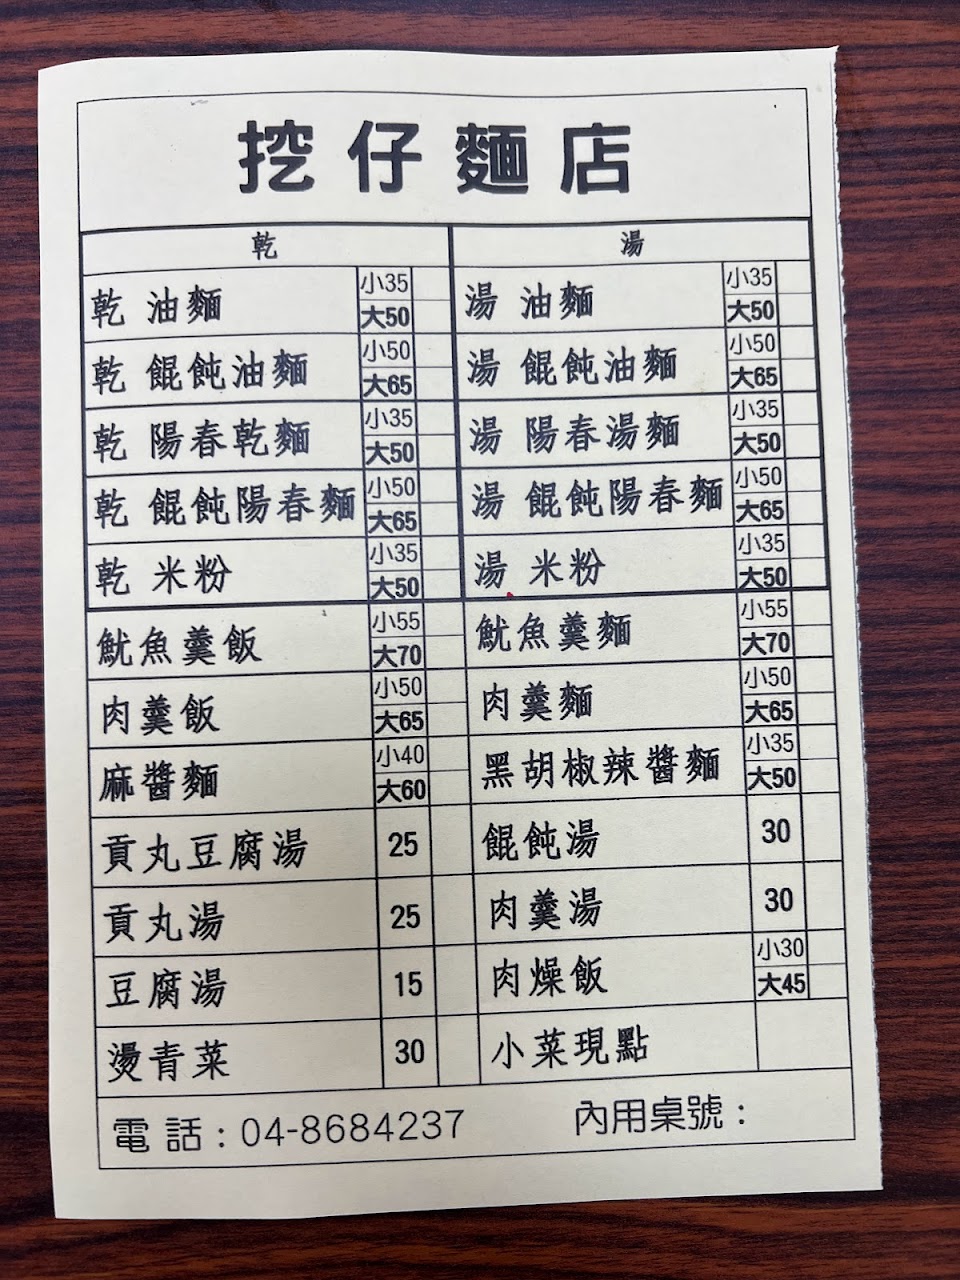 挖仔麵店
乾 湯
乾 油麵 小35 大50 湯 油麵 小35 大50
乾 餛飩油麵 小50 大65 湯 餛飩油麵 小50 大65
乾 陽春乾麵 小35 大50 湯 陽春湯麵 小35 大50
乾 餛飩陽春麵 小50 大65 湯 餛飩陽春麵 小50 大65
乾 米粉 小35 大50 湯 米粉 小35 大50
魷魚羹飯 小55 大70 魷魚羹麵 小55 大70
肉羹飯 小50 大65 肉羹麵 小50 大65
麻醬麵 小40 大60 黑胡椒辣醬麵 小35 大50
貢丸豆腐湯 25 餛飩湯 30
貢丸湯 25 肉羹湯 30
豆腐湯 15 肉燥飯 小30 大45
燙青菜 30 小菜現點
電話：04-8684237 內用桌號：